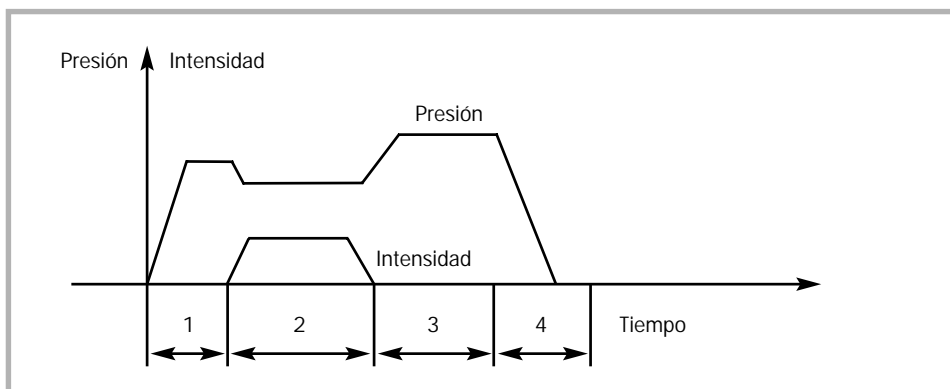 Presión Intensidad
Presión
Intensidad
1 2 3 4 Tiempo